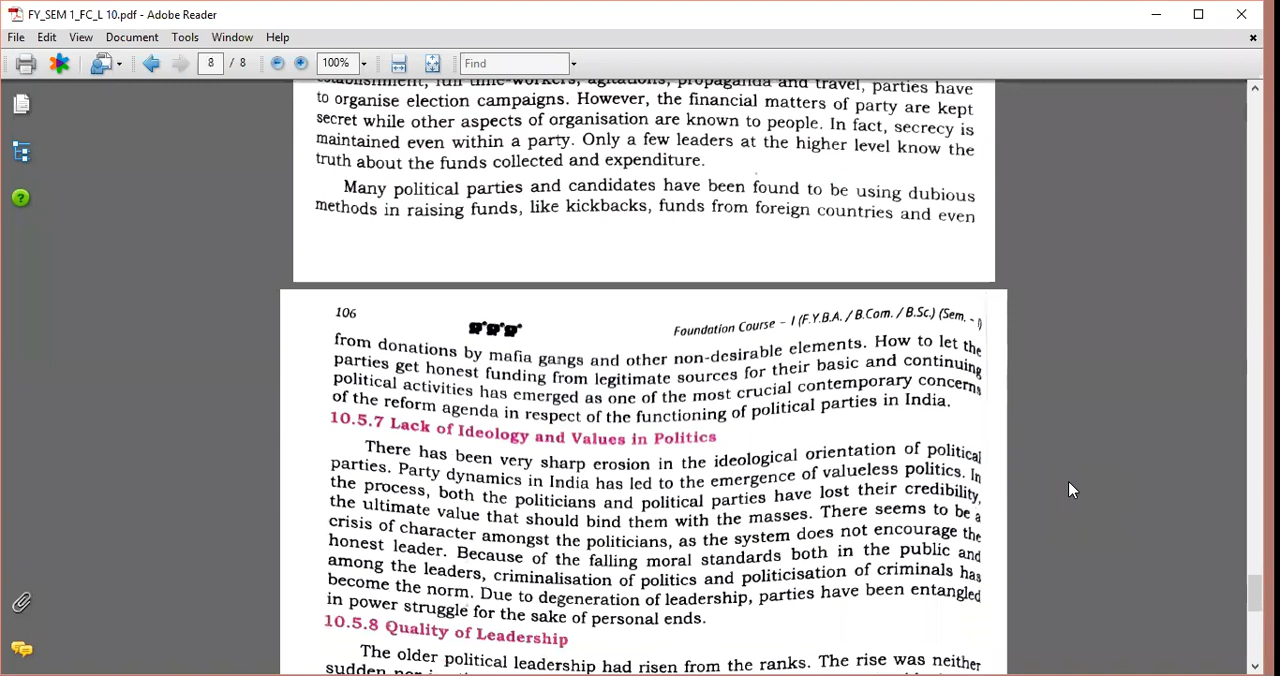 FY_SEM 1_FC_L 10.pdf - Adobe Reader
File Edit View Document Tools Window Help
8 / 8 100% Find
establishment, full time-workers, agitations, propaganda and travel, parties have
to organise election campaigns. However, the financial matters of party are kept
secret while other aspects of organisation are known to people. In fact, secrecy is
maintained even within a party. Only a few leaders at the higher level know the
truth about the funds collected and expenditure.
Many political parties and candidates have been found to be using dubious
methods in raising funds, like kickbacks, funds from foreign countries and even
106
Foundation Course - I (F.Y.B.A. / B.Com. / B.Sc.) (Sem. - I)
from donations by mafia gangs and other non-desirable elements. How to let the
parties get honest funding from legitimate sources for their basic and continuing
political activities has emerged as one of the most crucial contemporary concerns
of the reform agenda in respect of the functioning of political parties in India.
10.5.7 Lack of Ideology and Values in Politics
There has been very sharp erosion in the ideological orientation of political
parties. Party dynamics in India has led to the emergence of valueless politics. In
the process, both the politicians and political parties have lost their credibility,
the ultimate value that should bind them with the masses. There seems to be a
crisis of character amongst the politicians, as the system does not encourage the
honest leader. Because of the falling moral standards both in the public and
among the leaders, criminalisation of politics and politicisation of criminals has
become the norm. Due to degeneration of leadership, parties have been entangled
in power struggle for the sake of personal ends.
10.5.8 Quality of Leadership
The older political leadership had risen from the ranks. The rise was neither
sudden nor